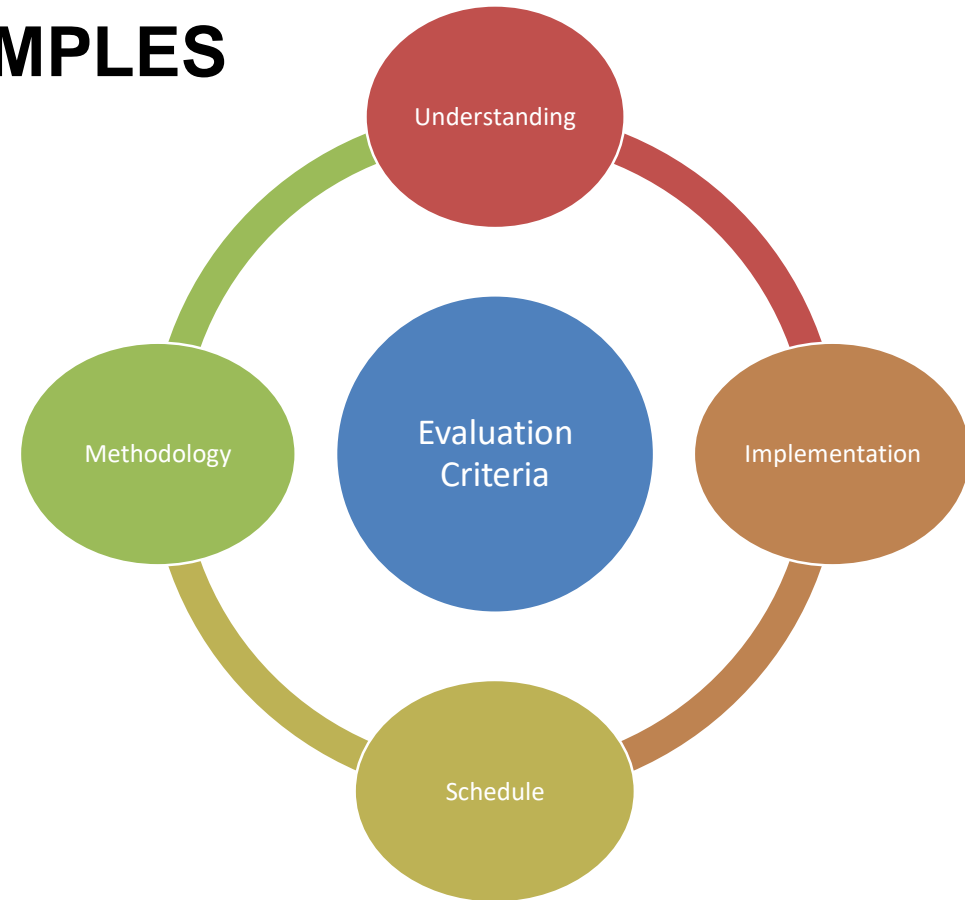 MPLES
Understanding
Methodology
Evaluation
Criteria
Implementation
Schedule